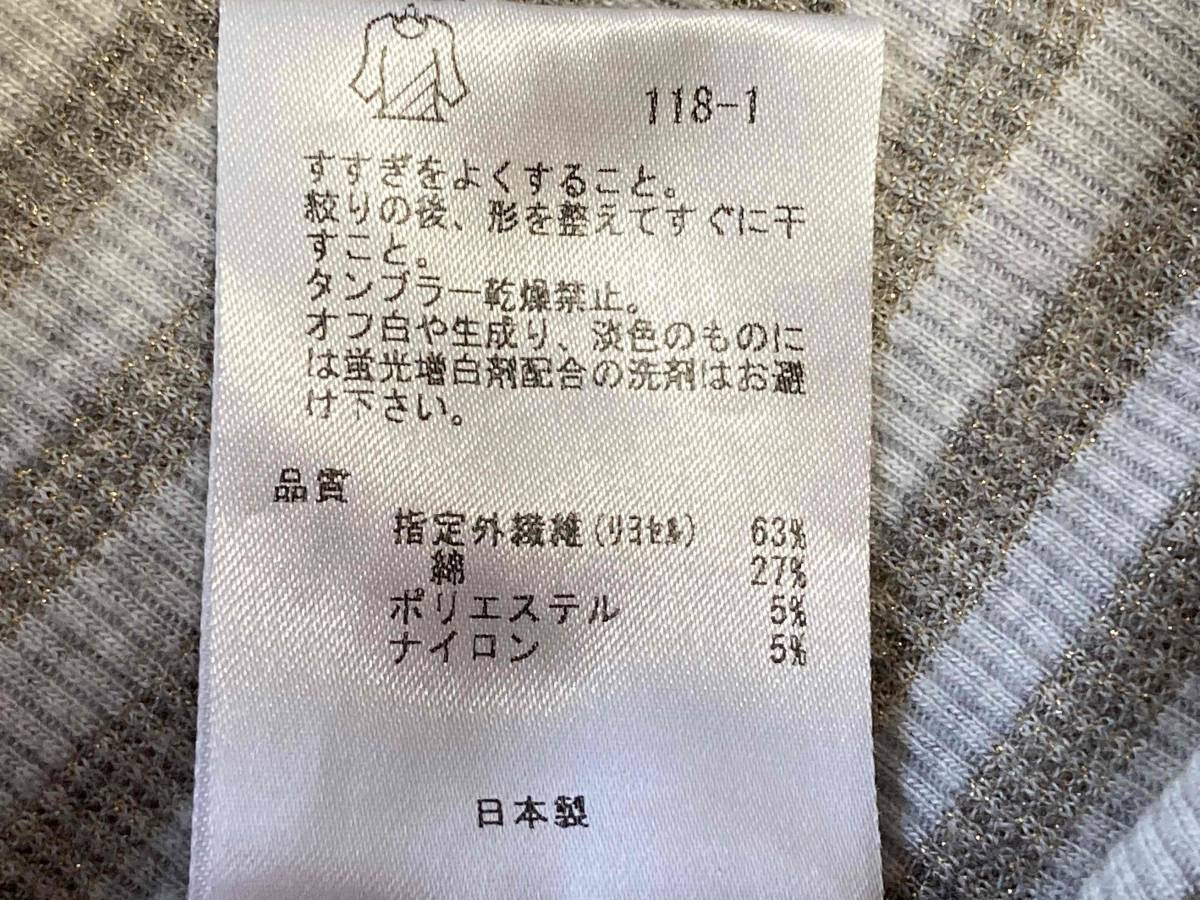 118-1
すすぎをよくすること。
絞りの後、形を整えてすぐに干
すこと。
タンブラー乾燥禁止。
オフ白や生成り、淡色のものに
は蛍光増白剤配合の洗剤はお避
け下さい。
品質
指定外繊維(リヨセル) 63%
綿 27%
ポリエステル 5%
ナイロン 5%
日本製